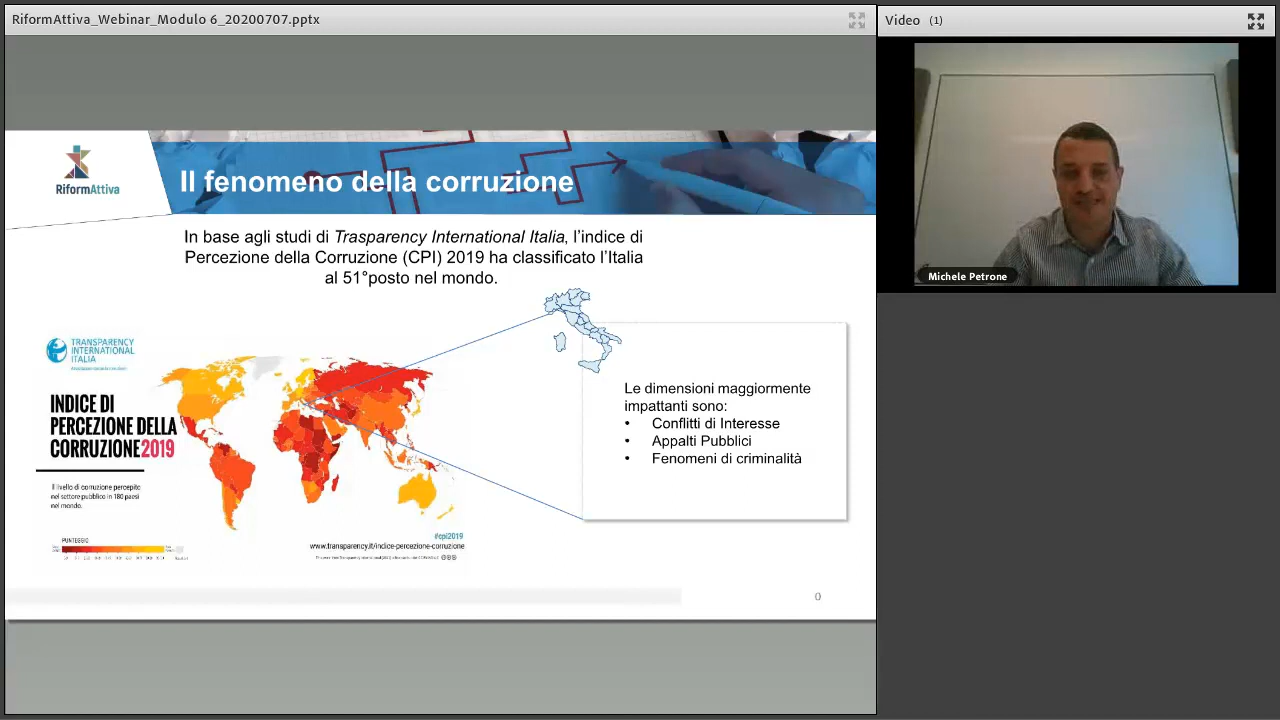 RiformAttiva_Webinar_Modulo 6_20200707.pptx
Video (1)
Michele Petrone
RiformAttiva
Il fenomeno della corruzione
In base agli studi di Trasparency International Italia, l'indice di
Percezione della Corruzione (CPI) 2019 ha classificato l'Italia
al 51°posto nel mondo.
TRANSPARENCY
INTERNATIONAL
ITALIA
INDICE DI
PERCEZIONE DELLA
CORRUZIONE2019
Il livello di corruzione percepito
nel settore pubblico in 180 paesi
nel mondo.
PUNTEGGIO
#cpi2019
www.transparency.it/indice-percezione-corruzione
Le dimensioni maggiormente
impattanti sono:
• Conflitti di Interesse
• Appalti Pubblici
• Fenomeni di criminalità
0